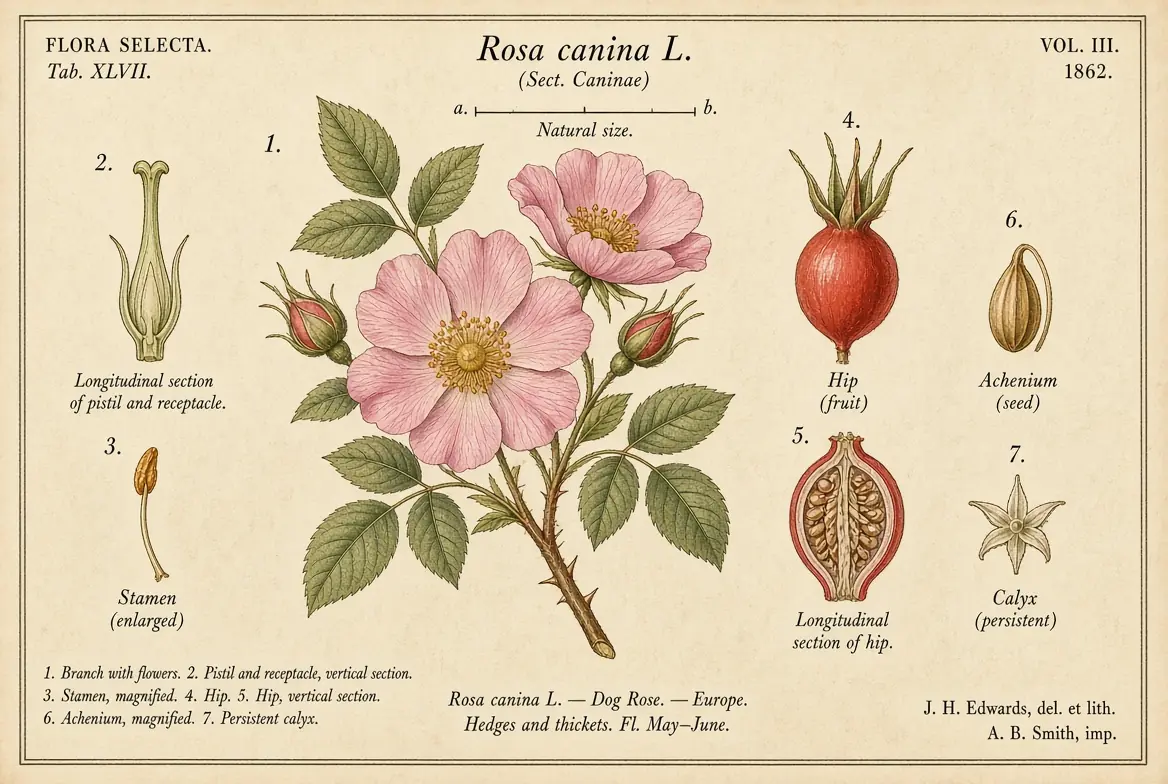 FLORA SELECTA.
Tab. XLVII.
Rosa canina L.
(Sect. Caninae)
VOL. III.
1862.
a. b.
Natural size.
1.
2.
Longitudinal section
of pistil and receptacle.
3.
Stamen
(enlarged)
4.
Hip
(fruit)
5.
Longitudinal
section of hip.
6.
Achenium
(seed)
7.
Calyx
(persistent)
1. Branch with flowers. 2. Pistil and receptacle, vertical section.
3. Stamen, magnified. 4. Hip. 5. Hip, vertical section.
6. Achenium, magnified. 7. Persistent calyx.
Rosa canina L. — Dog Rose. — Europe.
Hedges and thickets. Fl. May–June.
J. H. Edwards, del. et lith.
A. B. Smith, imp.